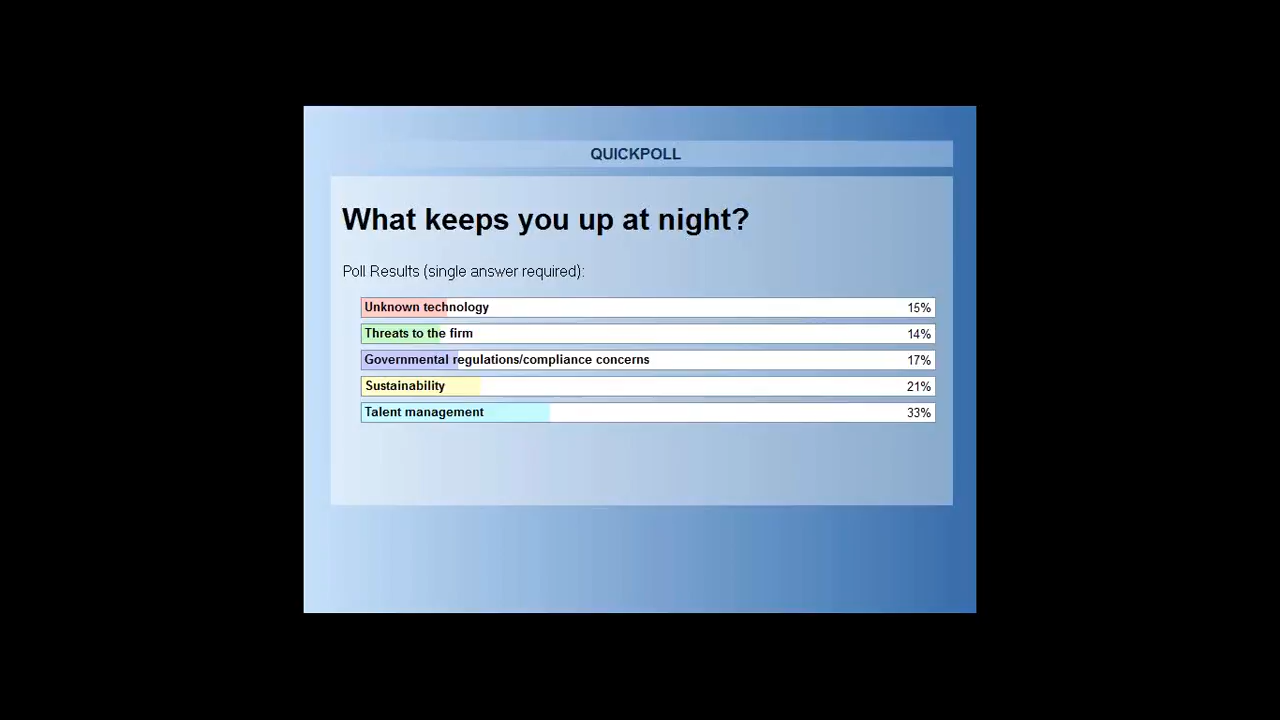 QUICKPOLL
What keeps you up at night?
Poll Results (single answer required):
Unknown technology 15%
Threats to the firm 14%
Governmental regulations/compliance concerns 17%
Sustainability 21%
Talent management 33%